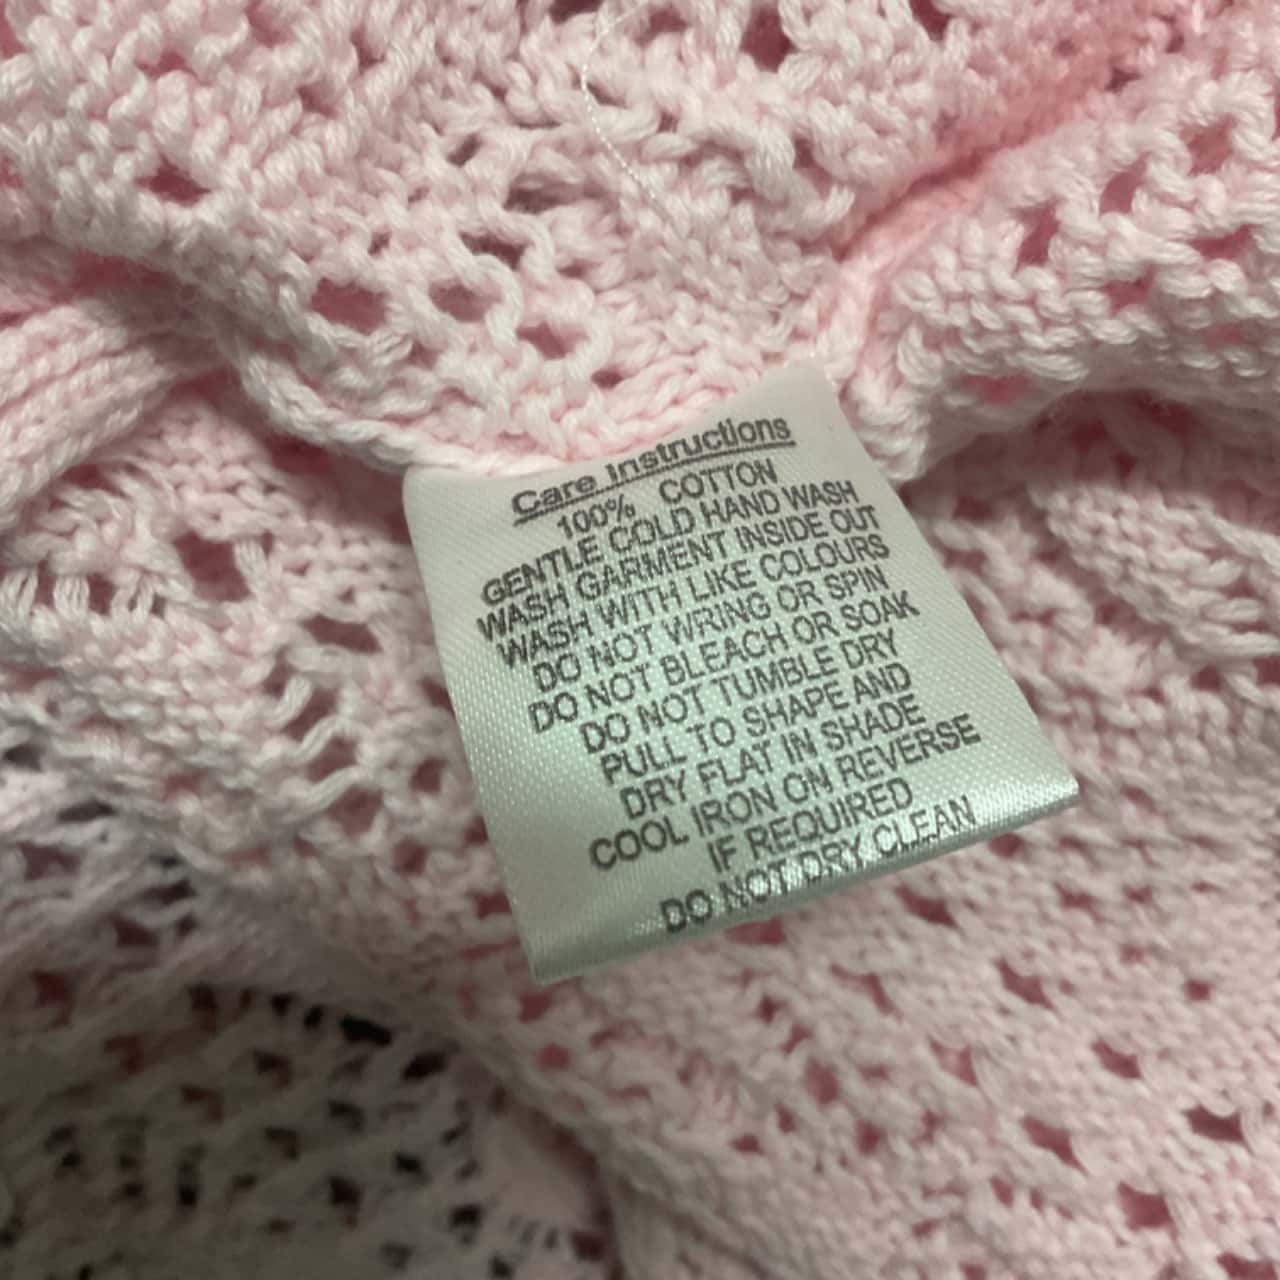 Care Instructions
100% COTTON
GENTLE COLD HAND WASH
WASH GARMENT INSIDE OUT
WASH WITH LIKE COLOURS
DO NOT WRING OR SPIN
DO NOT BLEACH OR SOAK
DO NOT TUMBLE DRY
PULL TO SHAPE AND
DRY FLAT IN SHADE
COOL IRON ON REVERSE
IF REQUIRED
DO NOT DRY CLEAN